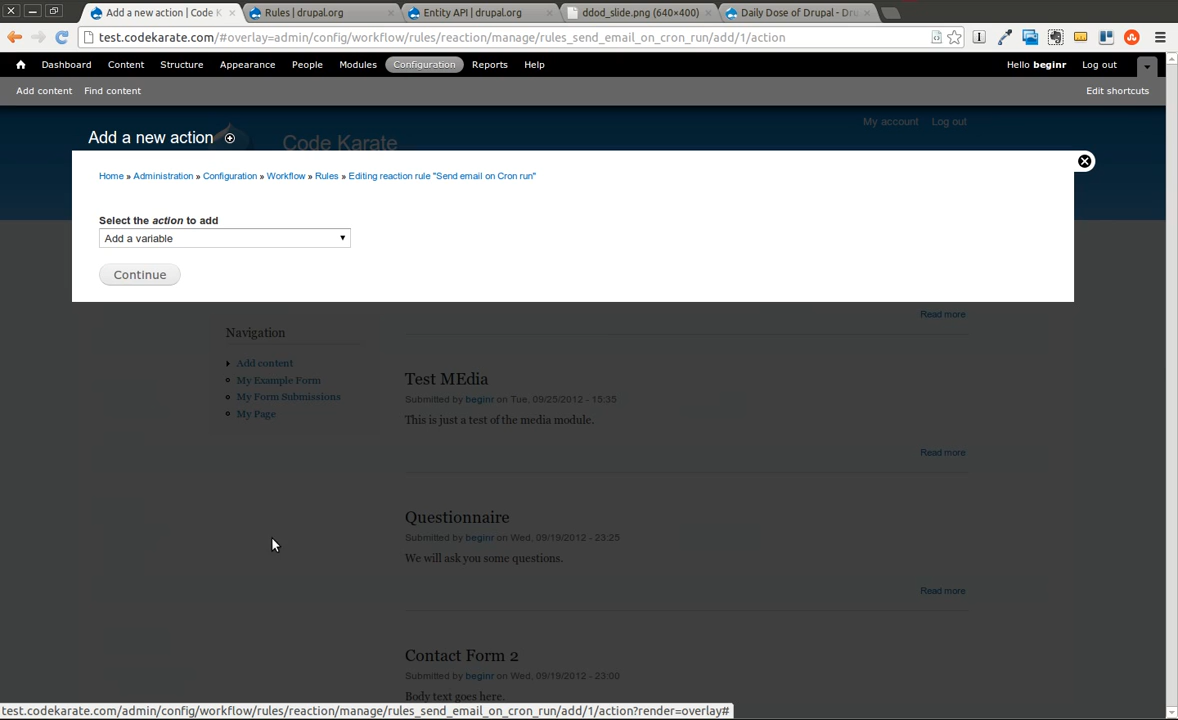 Add a new action | Code K
Rules | drupal.org
Entity API | drupal.org
ddod_slide.png (640×400)
Daily Dose of Drupal - Dru
test.codekarate.com/#overlay=admin/config/workflow/rules/reaction/manage/rules_send_email_on_cron_run/add/1/action
Dashboard Content Structure Appearance People Modules Configuration Reports Help Hello beginr Log out
Add content Find content Edit shortcuts
My account Log out
Add a new action
Code Karate
Home » Administration » Configuration » Workflow » Rules » Editing reaction rule "Send email on Cron run"
Select the action to add
Add a variable
Continue
Read more
Navigation
Add content
My Example Form
My Form Submissions
My Page
Test MEdia
Submitted by beginr on Tue, 09/25/2012 - 15:35
This is just a test of the media module.
Read more
Questionnaire
Submitted by beginr on Wed, 09/19/2012 - 23:25
We will ask you some questions.
Read more
Contact Form 2
Submitted by beginr on Wed, 09/19/2012 - 23:00
Body text goes here.
test.codekarate.com/admin/config/workflow/rules/reaction/manage/rules_send_email_on_cron_run/add/1/action?render=overlay#